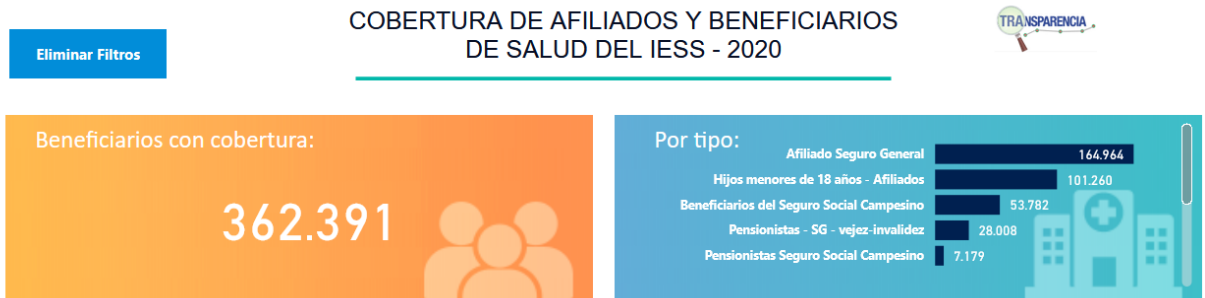 COBERTURA DE AFILIADOS Y BENEFICIARIOS
DE SALUD DEL IESS - 2020
TRANSPARENCIA
Eliminar Filtros
Beneficiarios con cobertura:
362.391
Por tipo:
Afiliado Seguro General 164.964
Hijos menores de 18 años - Afiliados 101.260
Beneficiarios del Seguro Social Campesino 53.782
Pensionistas - SG - vejez-invalidez 28.008
Pensionistas Seguro Social Campesino 7.179